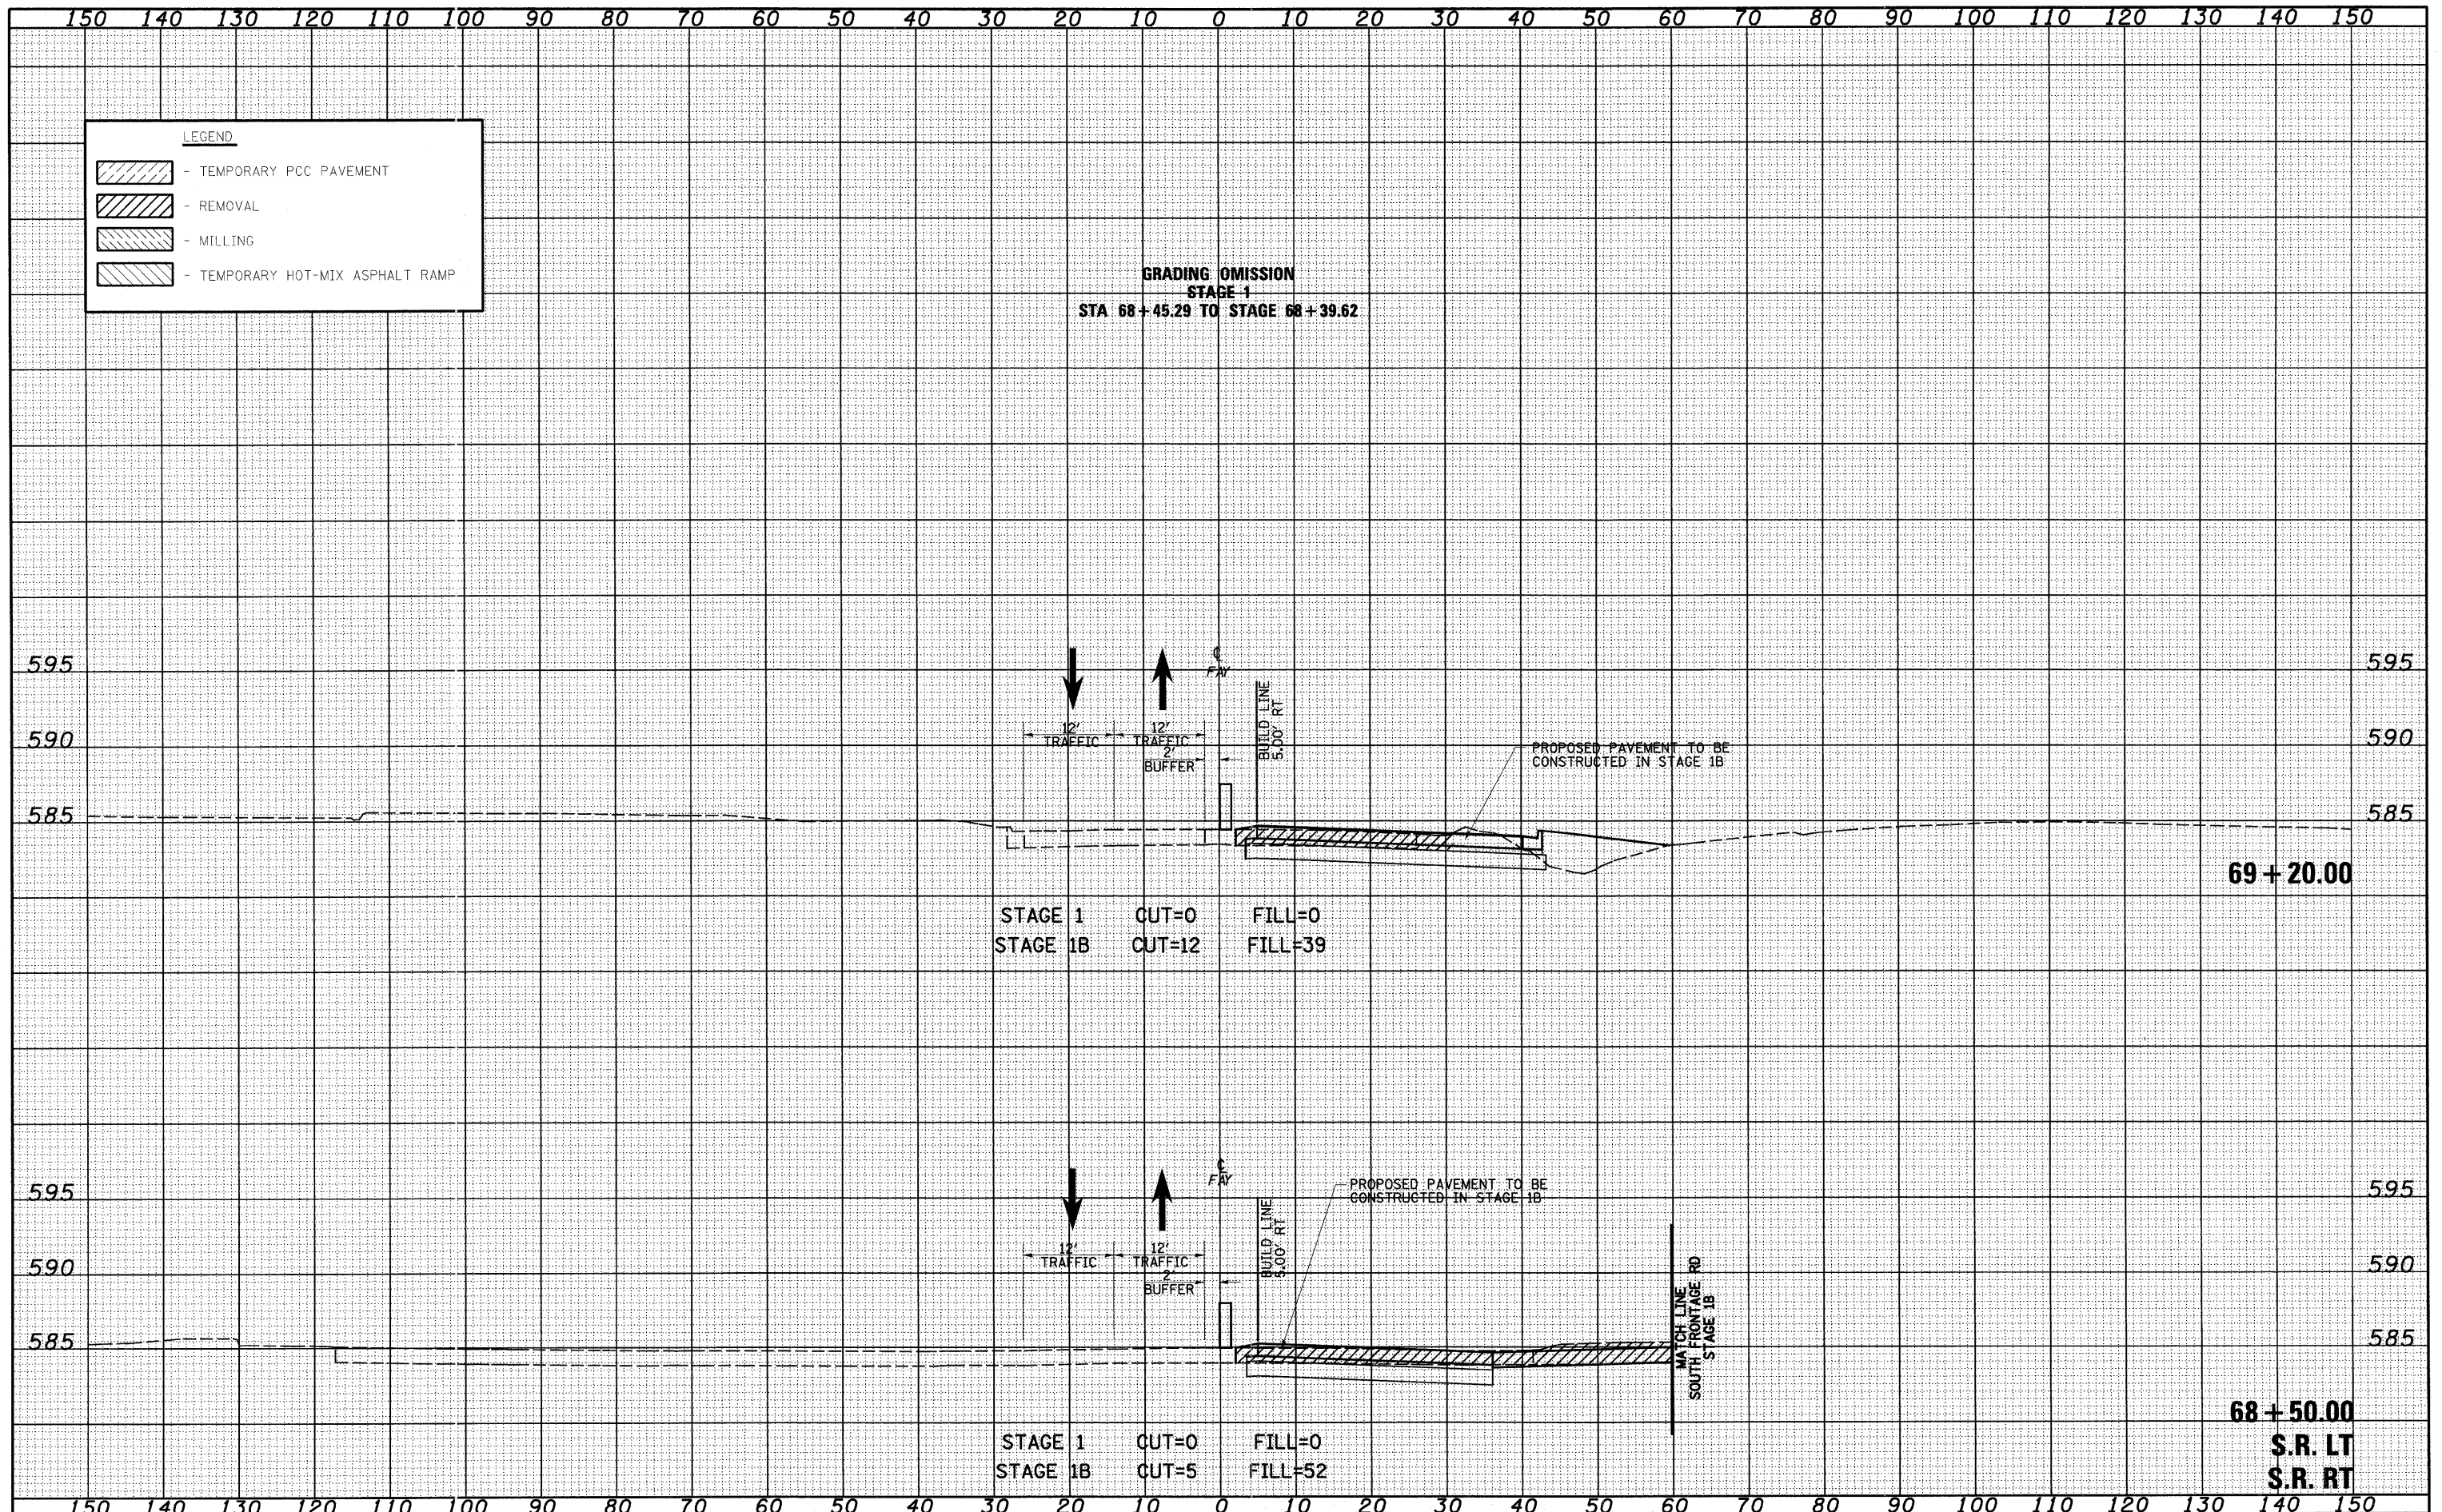 150 140 130 120 110 100 90 80 70 60 50 40 30 20 10 0 10 20 30 40 50 60 70 80 90 100 110 120 130 140 150
LEGEND
- TEMPORARY PCC PAVEMENT
- REMOVAL
- MILLING
- TEMPORARY HOT-MIX ASPHALT RAMP
GRADING OMISSION
STAGE 1
STA 68+45.29 TO STAGE 68+39.62
595 595
℄
FAY
BUILD LINE
5.00' RT
12' 12'
TRAFFIC TRAFFIC
2'
BUFFER
590 590
PROPOSED PAVEMENT TO BE
CONSTRUCTED IN STAGE 1B
585 585
69+20.00
STAGE 1 CUT=0 FILL=0
STAGE 1B CUT=12 FILL=39
℄
FAY
595 595
PROPOSED PAVEMENT TO BE
CONSTRUCTED IN STAGE 1B
BUILD LINE
5.00' RT
12' 12'
TRAFFIC TRAFFIC
2'
BUFFER
590 590
MATCH LINE
SOUTH FRONTAGE RD
STAGE 1B
585 585
68+50.00
S.R. LT
S.R. RT
STAGE 1 CUT=0 FILL=0
STAGE 1B CUT=5 FILL=52
150 140 130 120 110 100 90 80 70 60 50 40 30 20 10 0 10 20 30 40 50 60 70 80 90 100 110 120 130 140 150